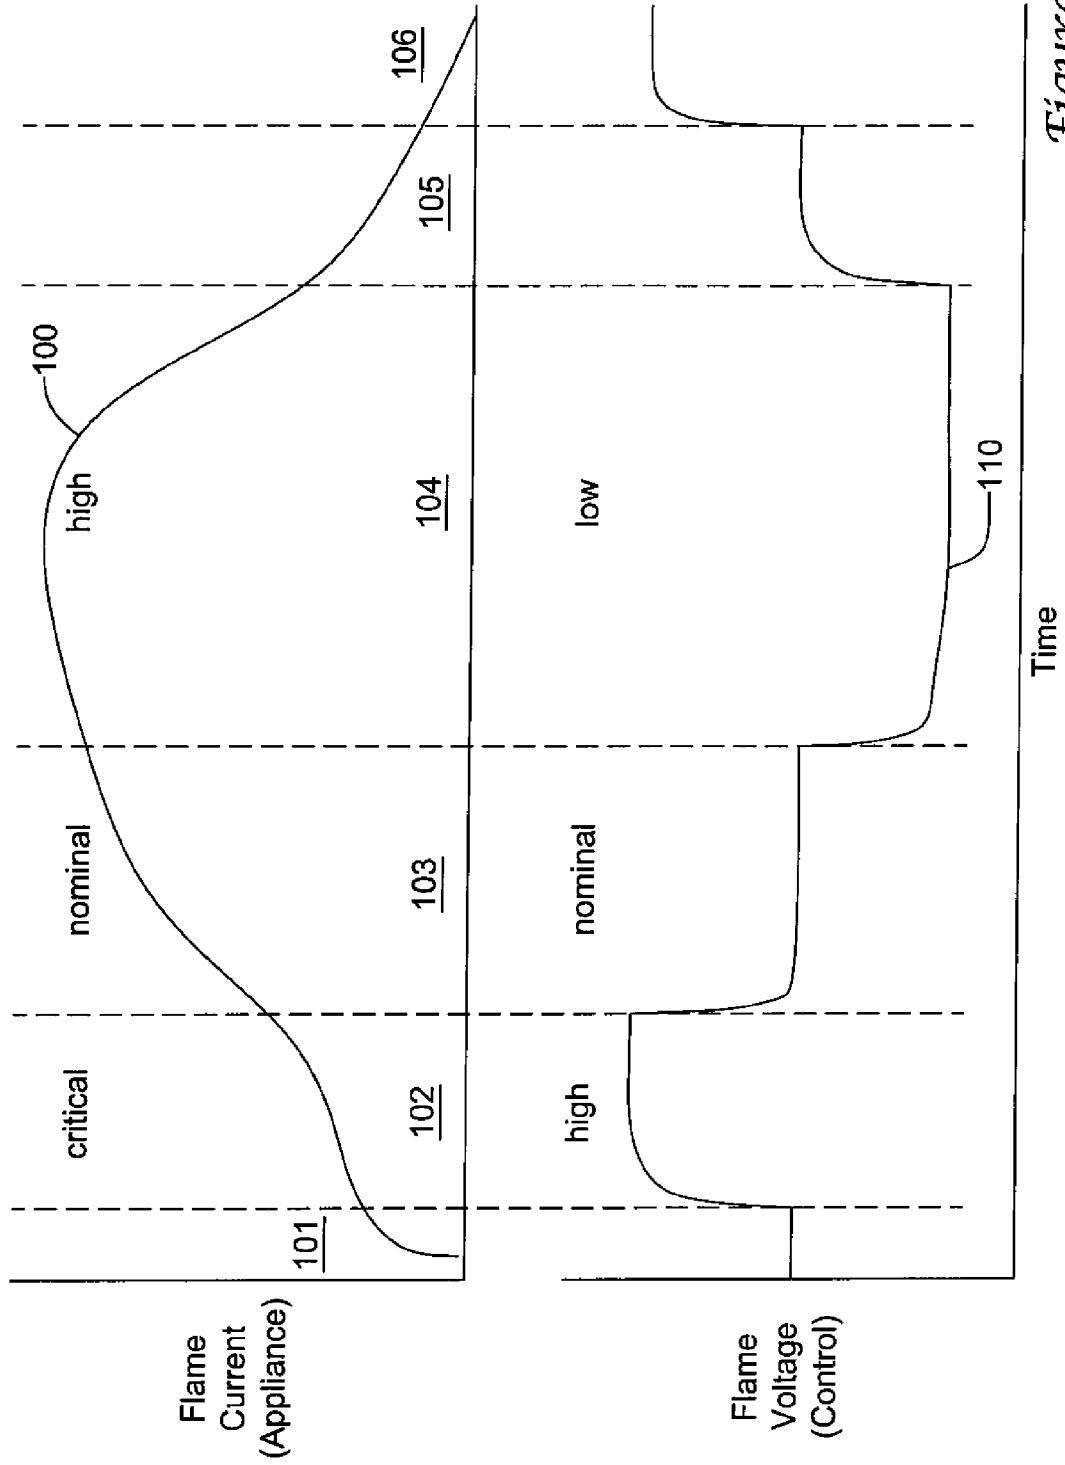 Flame
Current
(Appliance)
critical
nominal
high
100
101
102
103
104
105
106
Flame
Voltage
(Control)
high
nominal
low
110
Time